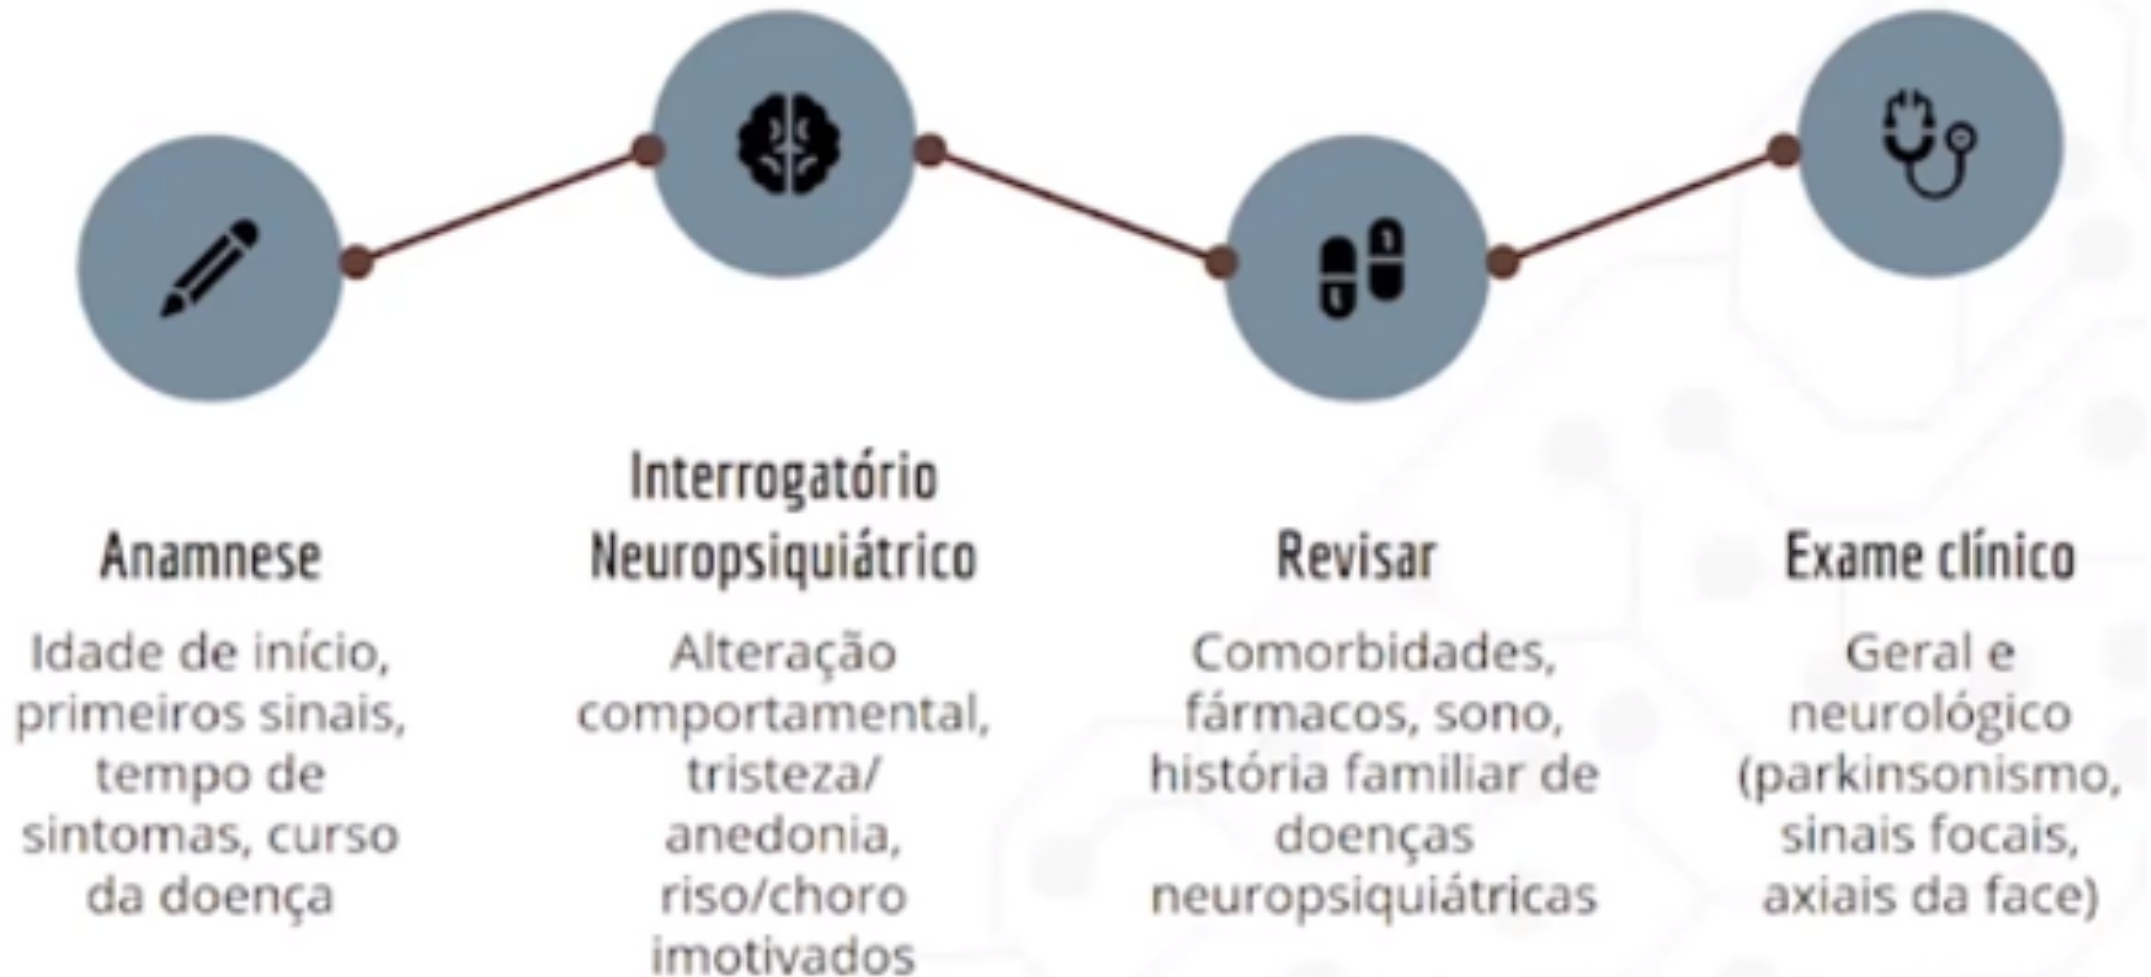 Anamnese
Idade de início,
primeiros sinais,
tempo de
sintomas, curso
da doença
Interrogatório
Neuropsiquiátrico
Alteração
comportamental,
tristeza/
anedonia,
riso/choro
imotivados
Revisar
Comorbidades,
fármacos, sono,
história familiar de
doenças
neuropsiquiátricas
Exame clínico
Geral e
neurológico
(parkinsonismo,
sinais focais,
axiais da face)